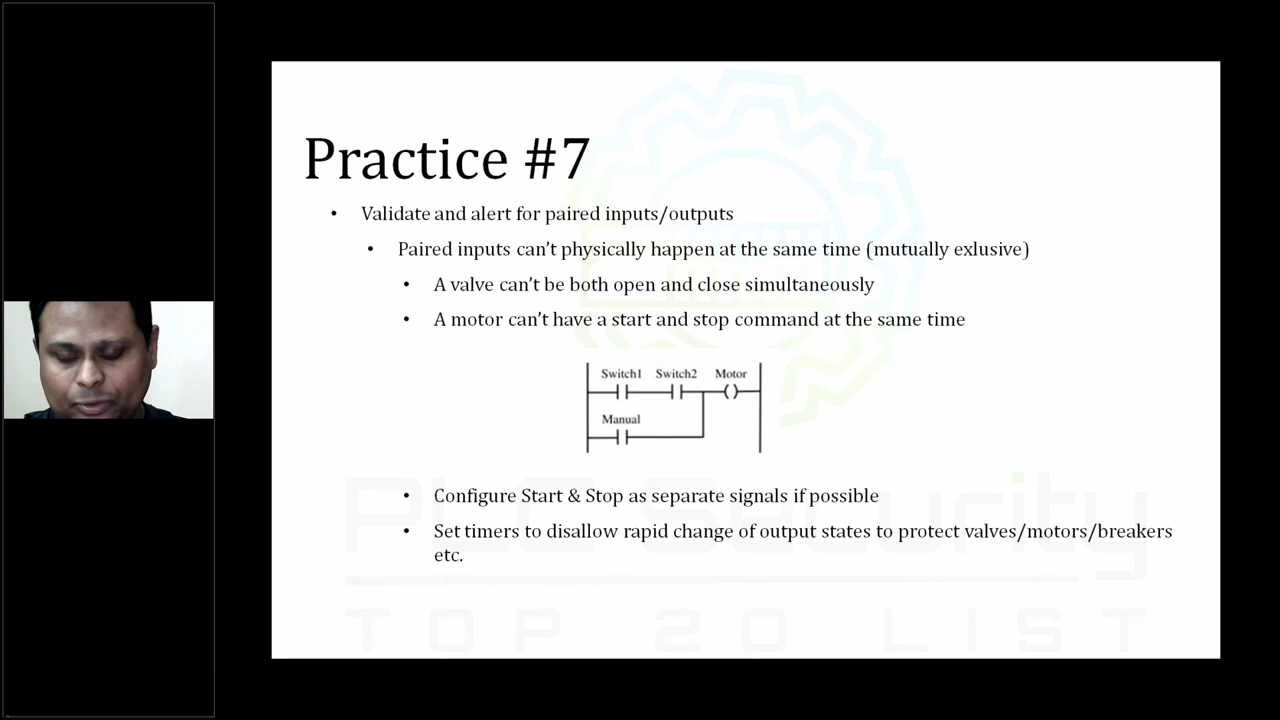 Practice #7
• Validate and alert for paired inputs/outputs
• Paired inputs can’t physically happen at the same time (mutually exlusive)
• A valve can’t be both open and close simultaneously
• A motor can’t have a start and stop command at the same time
Switch1 Switch2 Motor
Manual
• Configure Start & Stop as separate signals if possible
• Set timers to disallow rapid change of output states to protect valves/motors/breakers
etc.
PLC Security
TOP 20 LIST